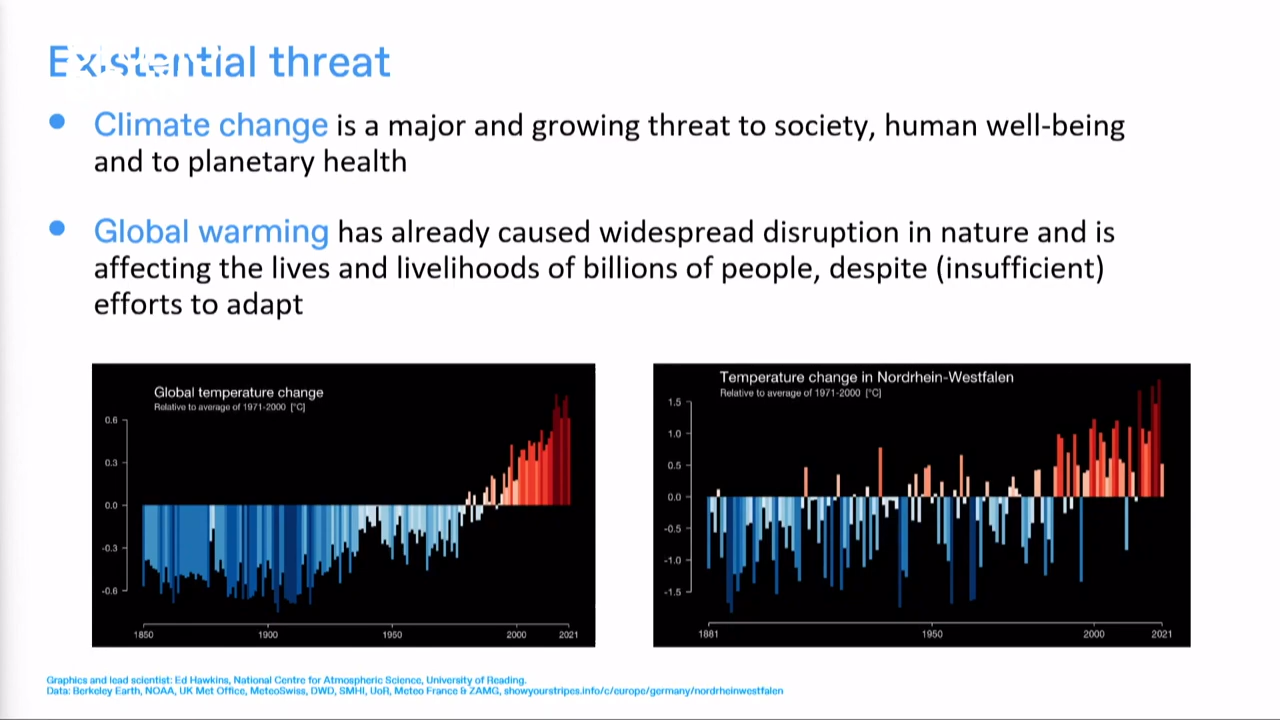 Existential threat
• Climate change is a major and growing threat to society, human well-being
and to planetary health
• Global warming has already caused widespread disruption in nature and is
affecting the lives and livelihoods of billions of people, despite (insufficient)
efforts to adapt
Global temperature change
Relative to average of 1971-2000 [°C]
0.6
0.3
0.0
-0.3
-0.6
1850 1900 1950 2000 2021
Temperature change in Nordrhein-Westfalen
Relative to average of 1971-2000 [°C]
1.5
1.0
0.5
0.0
-0.5
-1.0
-1.5
1881 1950 2000 2021
Graphics and lead scientist: Ed Hawkins, National Centre for Atmospheric Science, University of Reading.
Data: Berkeley Earth, NOAA, UK Met Office, MeteoSwiss, DWD, SMHI, UoR, Meteo France & ZAMG, showyourstripes.info/c/europe/germany/nordrheinwestfalen